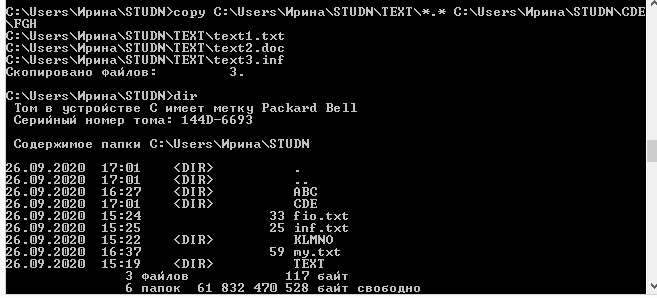 C:\Users\Ирина\STUDN>copy C:\Users\Ирина\STUDN\TEXT\*.* C:\Users\Ирина\STUDN\CDE
\FGH
C:\Users\Ирина\STUDN\TEXT\text1.txt
C:\Users\Ирина\STUDN\TEXT\text2.doc
C:\Users\Ирина\STUDN\TEXT\text3.inf
Скопировано файлов: 3.
C:\Users\Ирина\STUDN>dir
Том в устройстве C имеет метку Packard Bell
Серийный номер тома: 144D-6693
Содержимое папки C:\Users\Ирина\STUDN
26.09.2020 17:01 <DIR> .
26.09.2020 17:01 <DIR> ..
26.09.2020 16:27 <DIR> ABC
26.09.2020 17:01 <DIR> CDE
26.09.2020 15:24 33 fio.txt
26.09.2020 15:25 25 inf.txt
26.09.2020 15:22 <DIR> KLMNO
26.09.2020 16:37 59 my.txt
26.09.2020 15:19 <DIR> TEXT
3 файлов 117 байт
6 папок 61 832 470 528 байт свободно